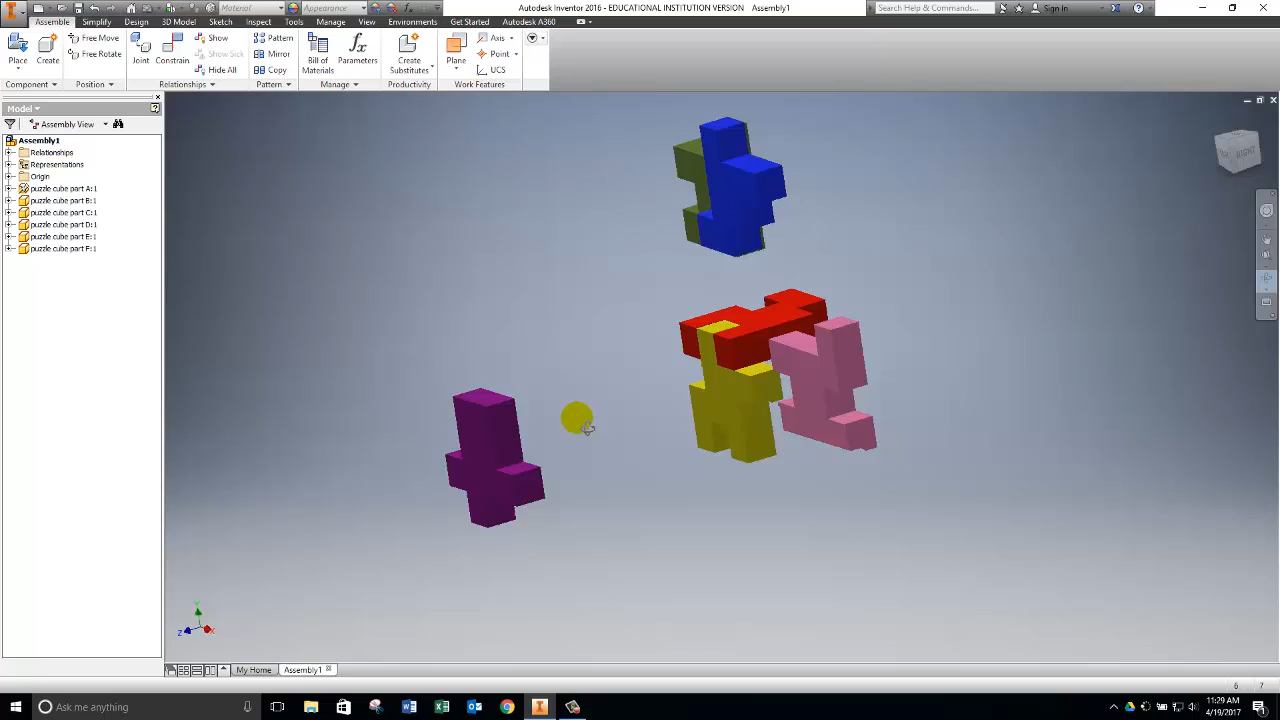 Material
Appearance
Autodesk Inventor 2016 - EDUCATIONAL INSTITUTION VERSION Assembly1
Search Help & Commands...
Sign In
Assemble Simplify Design 3D Model Sketch Inspect Tools Manage View Environments Get Started Autodesk A360
Place
Create
Free Move
Free Rotate
Joint
Constrain
Show
Show Sick
Hide All
Pattern
Mirror
Copy
Bill of
Materials
Parameters
Create
Substitutes
Plane
Axis
Point
UCS
Component Position Relationships Pattern Manage Productivity Work Features
Model
Assembly View
Assembly1
Relationships
Representations
Origin
puzzle cube part A:1
puzzle cube part B:1
puzzle cube part C:1
puzzle cube part D:1
puzzle cube part E:1
puzzle cube part F:1
RIGHT
Y
Z
X
My Home Assembly1
6 7
Ask me anything
11:29 AM
4/19/2017